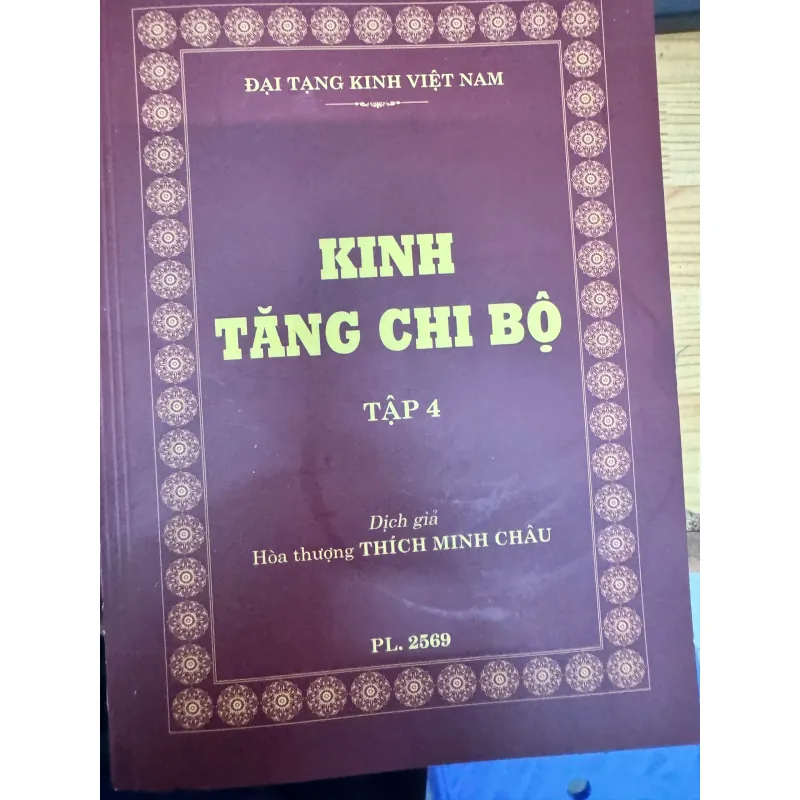 ĐẠI TẠNG KINH VIỆT NAM
KINH
TĂNG CHI BỘ
TẬP 4
Dịch giả
Hòa thượng THÍCH MINH CHÂU
PL. 2569